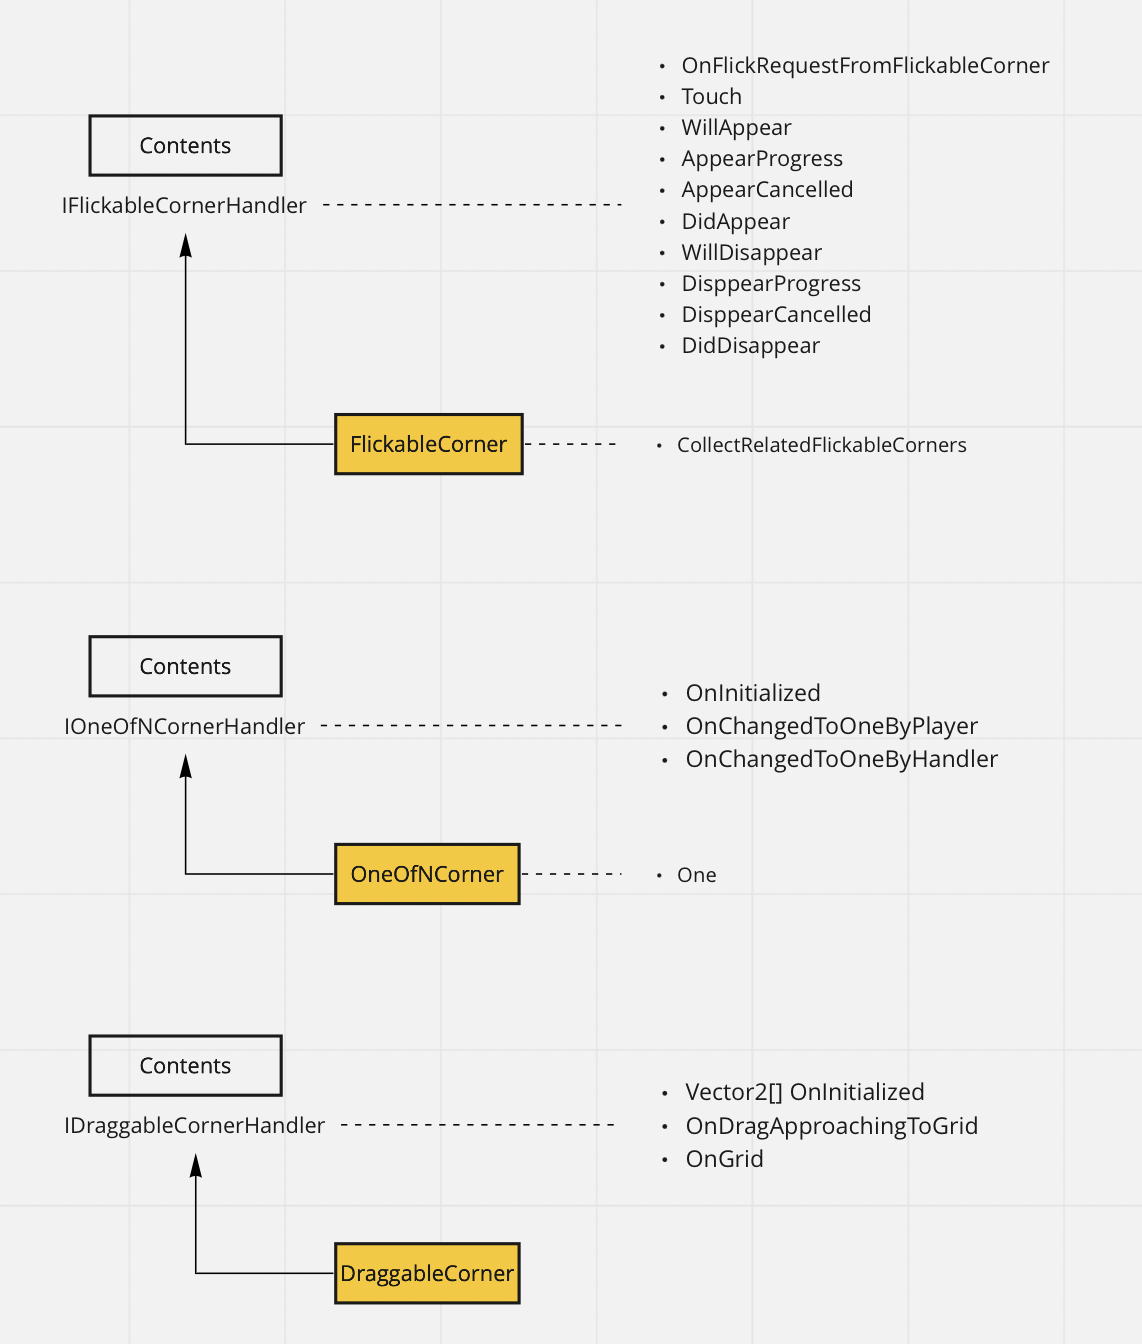 • OnFlickRequestFromFlickableCorner
• Touch
• WillAppear
• AppearProgress
• AppearCancelled
• DidAppear
• WillDisappear
• DisppearProgress
• DisppearCancelled
• DidDisappear
Contents
IFlickableCornerHandler
FlickableCorner
• CollectRelatedFlickableCorners
Contents
IOneOfNCornerHandler
• OnInitialized
• OnChangedToOneByPlayer
• OnChangedToOneByHandler
OneOfNCorner
• One
Contents
IDraggableCornerHandler
• Vector2[] OnInitialized
• OnDragApproachingToGrid
• OnGrid
DraggableCorner